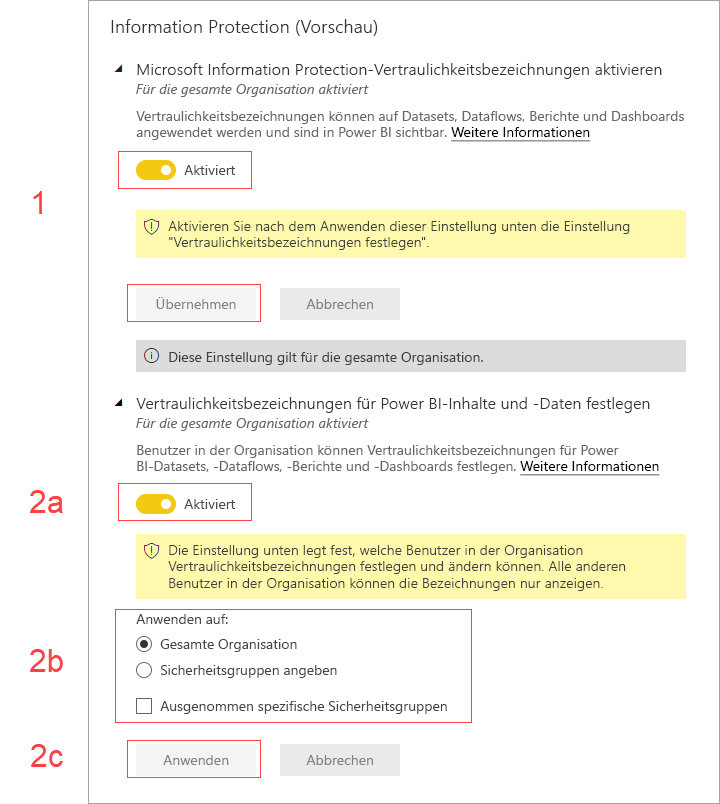 Information Protection (Vorschau)
Microsoft Information Protection-Vertraulichkeitsbezeichnungen aktivieren
Für die gesamte Organisation aktiviert
Vertraulichkeitsbezeichnungen können auf Datasets, Dataflows, Berichte und Dashboards
angewendet werden und sind in Power BI sichtbar. Weitere Informationen
Aktiviert
1
Aktivieren Sie nach dem Anwenden dieser Einstellung unten die Einstellung
"Vertraulichkeitsbezeichnungen festlegen".
Übernehmen Abbrechen
Diese Einstellung gilt für die gesamte Organisation.
Vertraulichkeitsbezeichnungen für Power BI-Inhalte und -Daten festlegen
Für die gesamte Organisation aktiviert
Benutzer in der Organisation können Vertraulichkeitsbezeichnungen für Power
BI-Datasets, -Dataflows, -Berichte und -Dashboards festlegen. Weitere Informationen
2a Aktiviert
Die Einstellung unten legt fest, welche Benutzer in der Organisation
Vertraulichkeitsbezeichnungen festlegen und ändern können. Alle anderen
Benutzer in der Organisation können die Bezeichnungen nur anzeigen.
Anwenden auf:
Gesamte Organisation
2b Sicherheitsgruppen angeben
Ausgenommen spezifische Sicherheitsgruppen
2c Anwenden Abbrechen